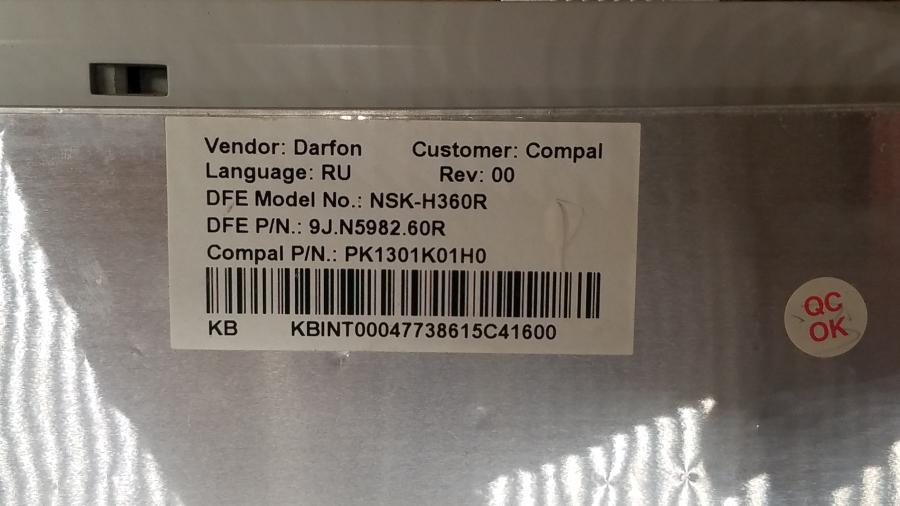 Vendor: Darfon Customer: Compal
Language: RU Rev: 00
DFE Model No.: NSK-H360R
DFE P/N.: 9J.N5982.60R
Compal P/N.: PK1301K01H0
KB KBINT00047738615C41600
QC
OK